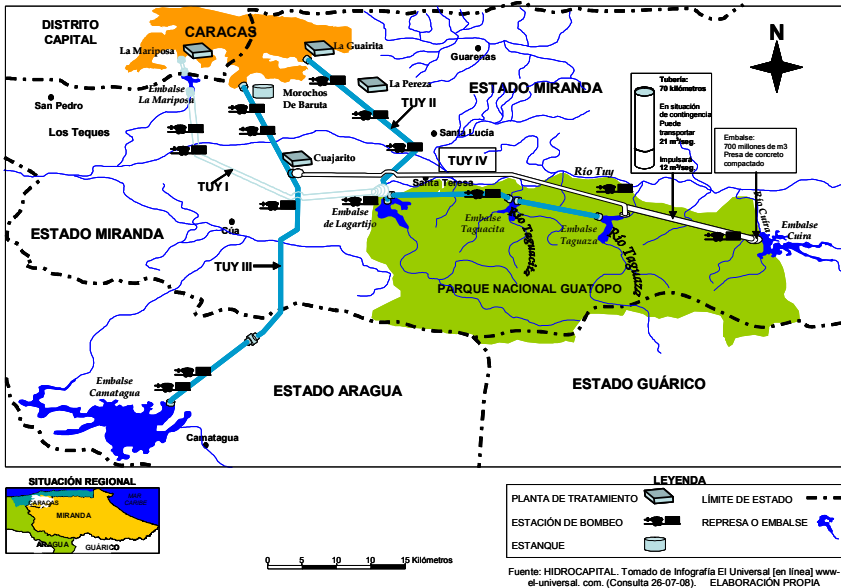 DISTRITO
CAPITAL
CARACAS
La Mariposa
La Guairita
Guarenas
N
Embalse
La Mariposa
Morochos
De Baruta
La Pereza
TUY II
ESTADO MIRANDA
San Pedro
Los Teques
Santa Lucía
Tubería:
70 kilómetros
En situación
de contingencia
Puede
transportar
21 m³/seg.
Impulsará
12 m³/seg.
Embalse:
700 millones de m3
Presa de concreto
compactado
Cuajarito
TUY IV
TUY I
Santa Teresa
Río Tuy
Río Cuira
Embalse
Cuira
Embalse
de Lagartijo
Embalse
Taguacita
Embalse
Taguaza
Río Taguacita
Río Taguaza
Cúa
ESTADO MIRANDA
TUY III
PARQUE NACIONAL GUATOPO
Embalse
Camatagua
ESTADO ARAGUA
ESTADO GUÁRICO
Camatagua
SITUACIÓN REGIONAL
CARACAS
MIRANDA
ARAGUA
GUÁRICO
0 5 10 15 Kilómetros
LEYENDA
PLANTA DE TRATAMIENTO
LÍMITE DE ESTADO
ESTACIÓN DE BOMBEO
REPRESA O EMBALSE
ESTANQUE
Fuente: HIDROCAPITAL. Tomado de Infografía El Universal [en línea] www-
el-universal. com. (Consulta 26-07-08). ELABORACIÓN PROPIA